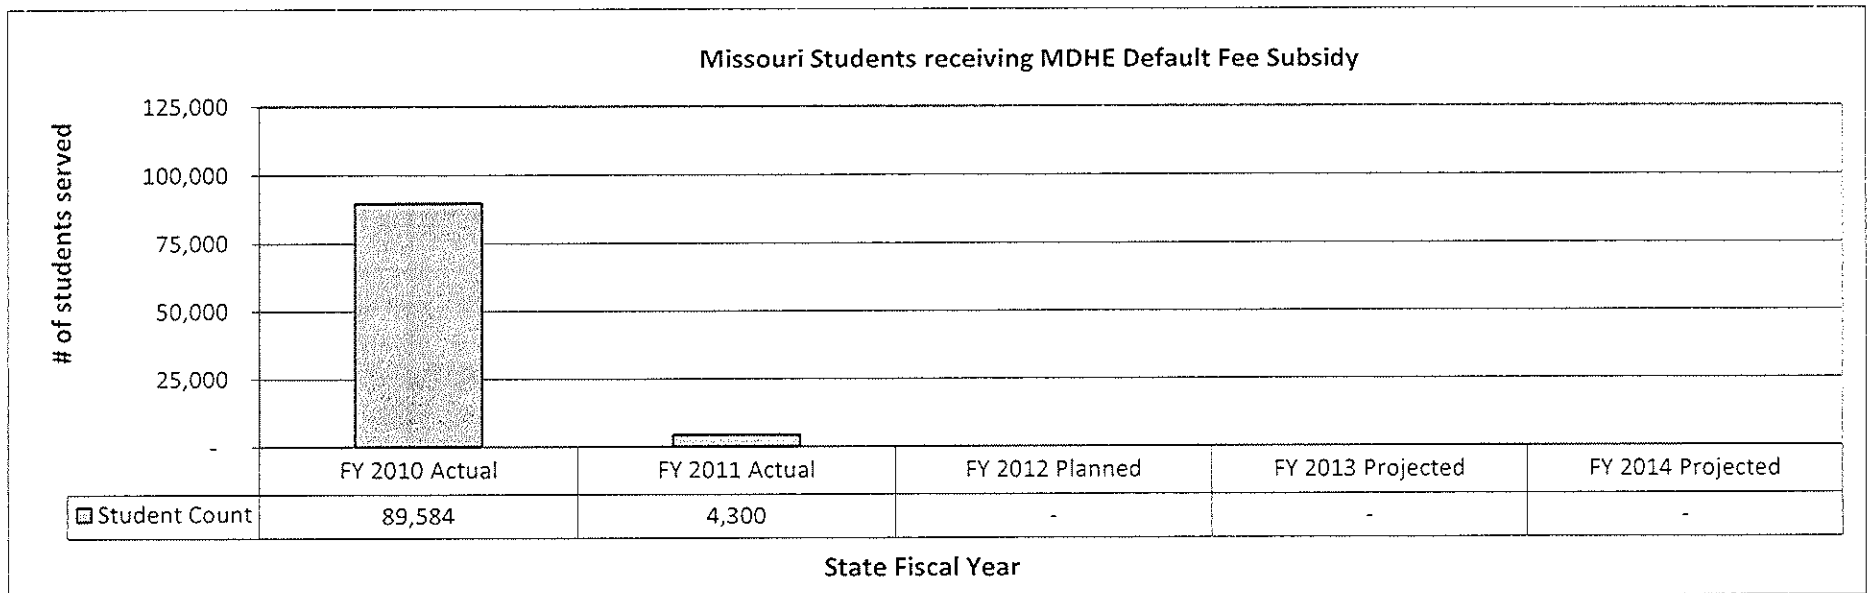 Missouri Students receiving MDHE Default Fee Subsidy
# of students served
125,000
100,000
75,000
50,000
25,000
-
FY 2010 Actual FY 2011 Actual FY 2012 Planned FY 2013 Projected FY 2014 Projected
Student Count 89,584 4,300 - - -
State Fiscal Year